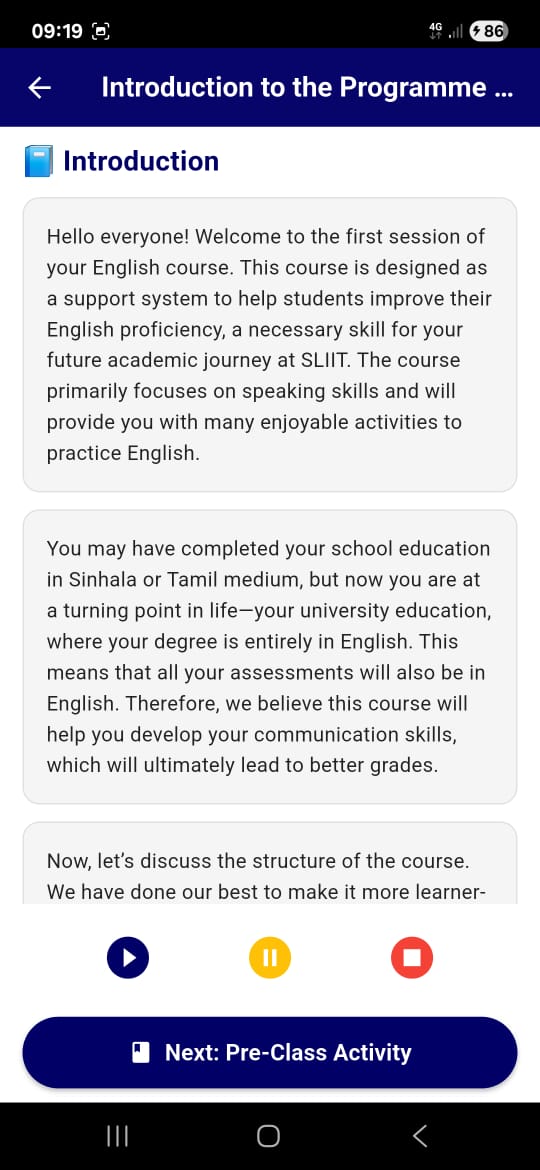 09:19
4G
86
Introduction to the Programme ...
Introduction
Hello everyone! Welcome to the first session of
your English course. This course is designed as
a support system to help students improve their
English proficiency, a necessary skill for your
future academic journey at SLIIT. The course
primarily focuses on speaking skills and will
provide you with many enjoyable activities to
practice English.
You may have completed your school education
in Sinhala or Tamil medium, but now you are at
a turning point in life—your university education,
where your degree is entirely in English. This
means that all your assessments will also be in
English. Therefore, we believe this course will
help you develop your communication skills,
which will ultimately lead to better grades.
Now, let’s discuss the structure of the course.
We have done our best to make it more learner-
Next: Pre-Class Activity